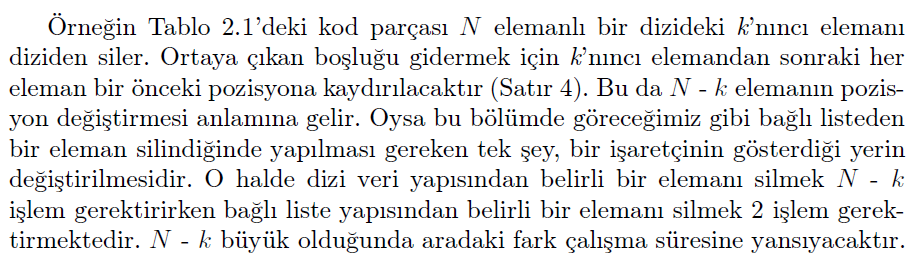 Örneğin Tablo 2.1'deki kod parçası N elemanlı bir dizideki k'nıncı elemanı
diziden siler. Ortaya çıkan boşluğu gidermek için k'nıncı elemandan sonraki her
eleman bir önceki pozisyona kaydırılacaktır (Satır 4). Bu da N - k elemanın pozis-
yon değiştirmesi anlamına gelir. Oysa bu bölümde göreceğimiz gibi bağlı listeden
bir eleman silindiğinde yapılması gereken tek şey, bir işaretçinin gösterdiği yerin
değiştirilmesidir. O halde dizi veri yapısından belirli bir elemanı silmek N - k
işlem gerektirirken bağlı liste yapısından belirli bir elemanı silmek 2 işlem gerek-
tirmektedir. N - k büyük olduğunda aradaki fark çalışma süresine yansıyacaktır.